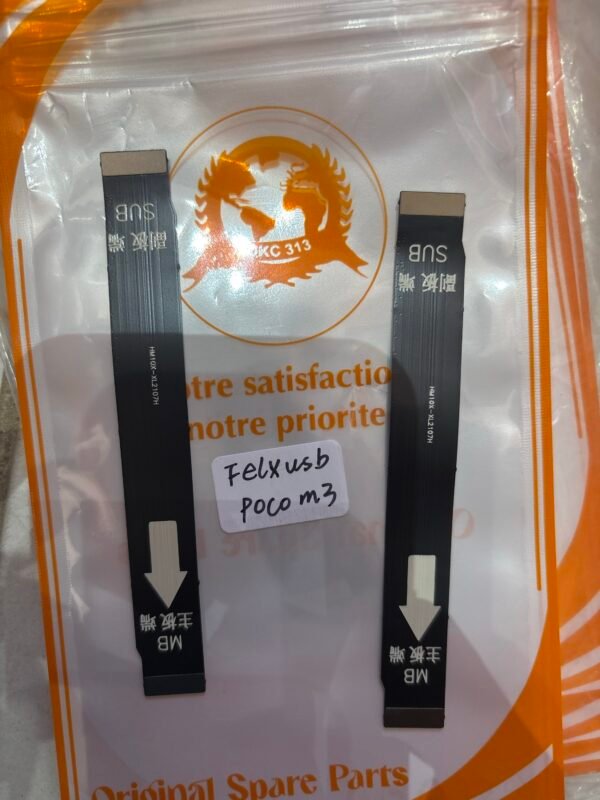 SUB
副板端
HM10X-XL2107H
MB
主板端
SUB
副板端
HM10X-XL2107H
MB
主板端
KC 313
otre satisfactio
notre priorite
Felxusb
poco m3
Original Spare Parts